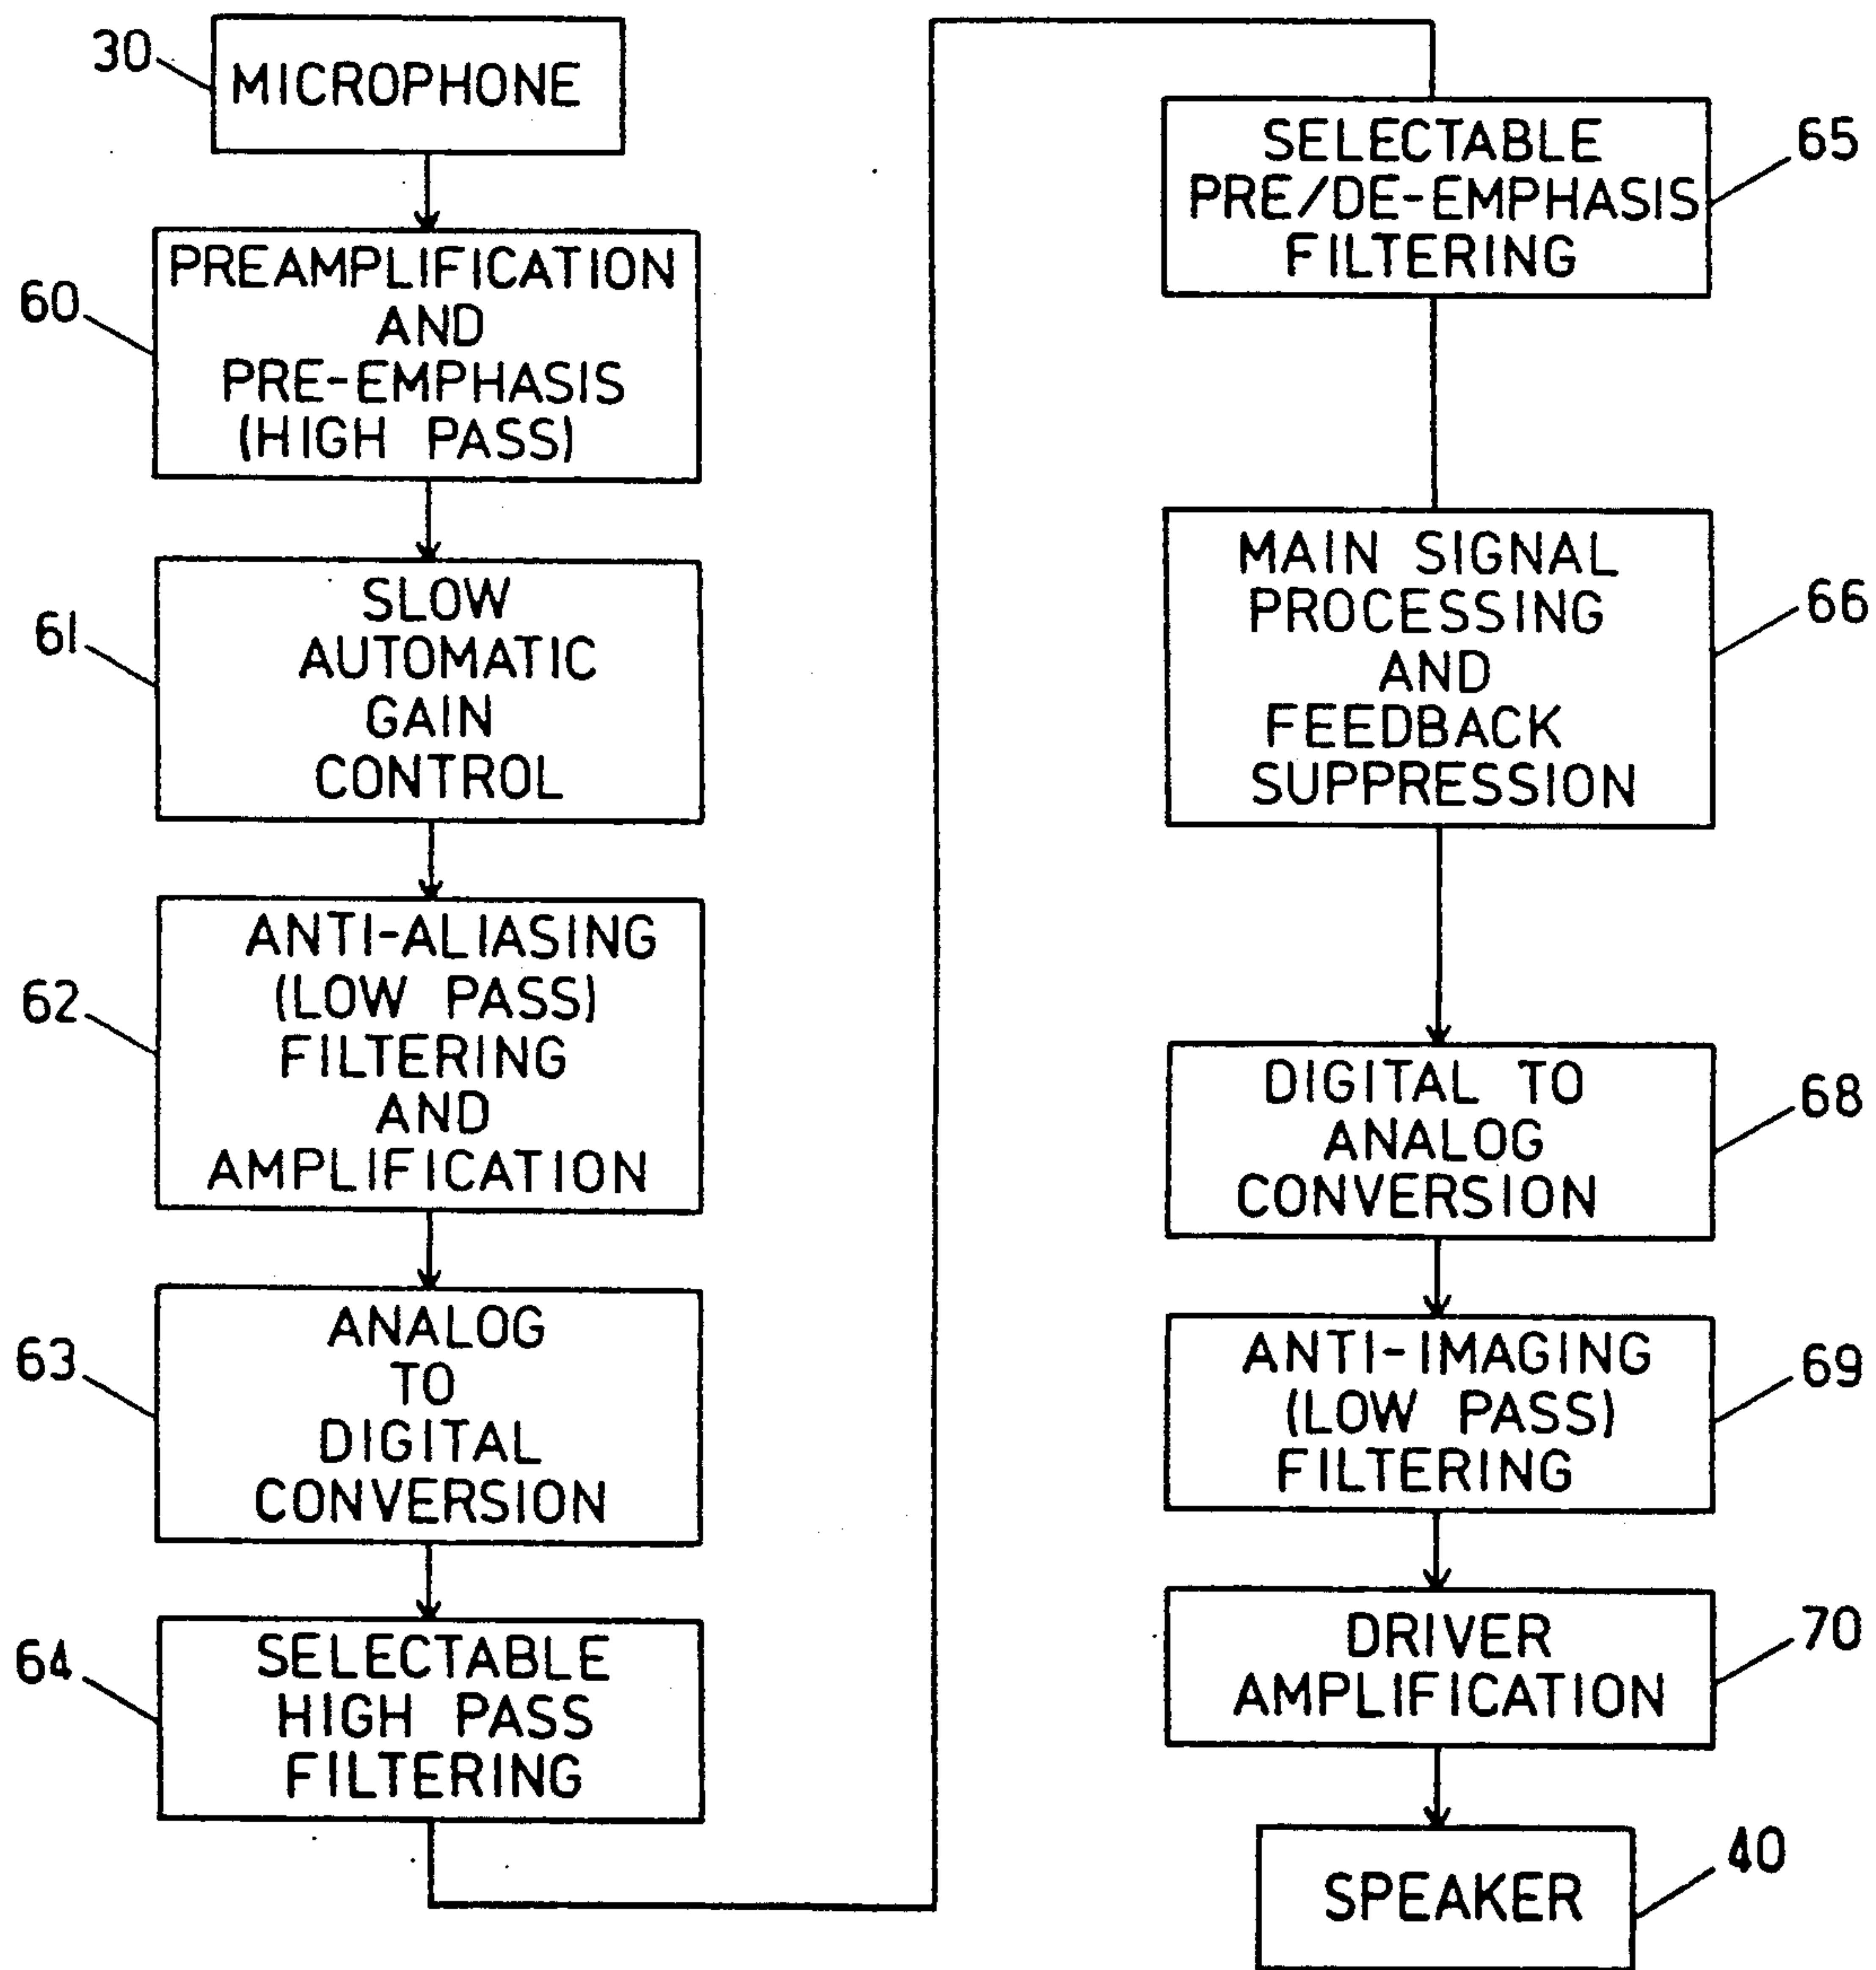 30
MICROPHONE
60
PREAMPLIFICATION
AND
PRE-EMPHASIS
(HIGH PASS)
61
SLOW
AUTOMATIC
GAIN
CONTROL
62
ANTI-ALIASING
(LOW PASS)
FILTERING
AND
AMPLIFICATION
63
ANALOG
TO
DIGITAL
CONVERSION
64
SELECTABLE
HIGH PASS
FILTERING
65
SELECTABLE
PRE/DE-EMPHASIS
FILTERING
66
MAIN SIGNAL
PROCESSING
AND
FEEDBACK
SUPPRESSION
68
DIGITAL TO
ANALOG
CONVERSION
69
ANTI-IMAGING
(LOW PASS)
FILTERING
70
DRIVER
AMPLIFICATION
40
SPEAKER